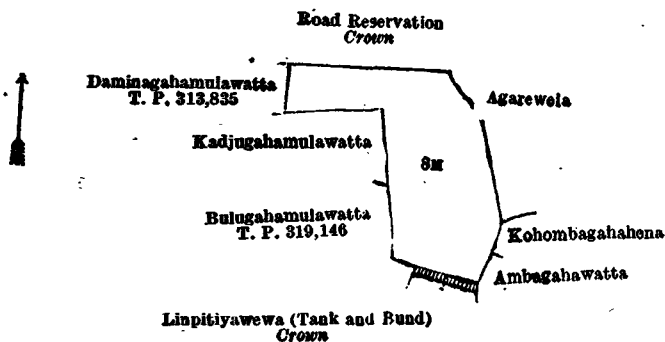 Road Reservation
Crown
Daminagahamulawatta
T. P. 313,835
Agarewela
Kadjugahamulawatta
8M
Bulugahamulawatta
T. P. 319,146
Kohombagahahena
Ambagahawatta
Linpitiyawewa (Tank and Bund)
Crown